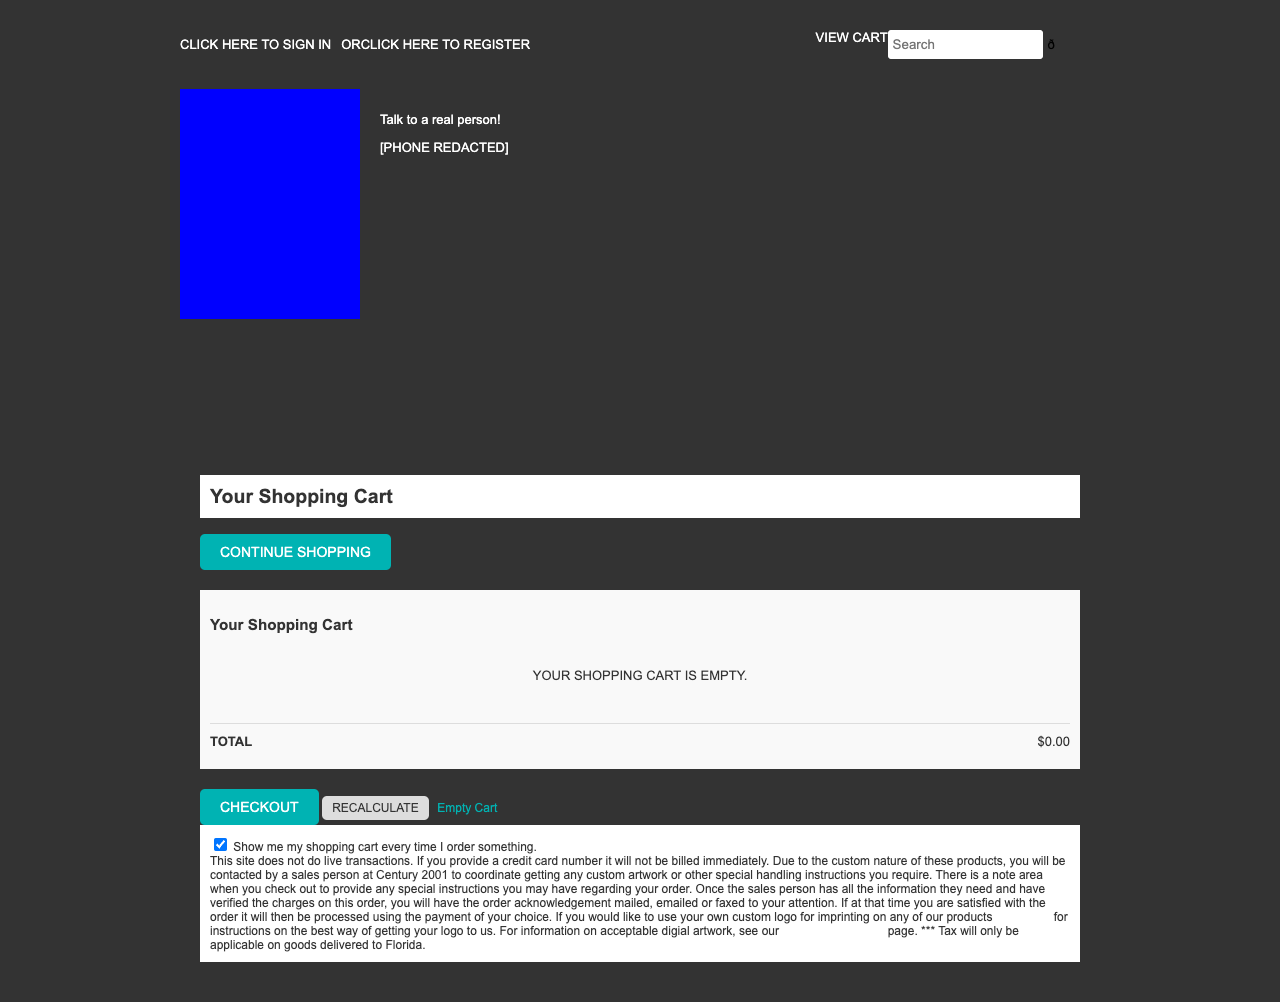 CLICK HERE TO SIGN IN ORCLICK HERE TO REGISTER
VIEW CART Search ð
Talk to a real person!
[PHONE REDACTED]
Your Shopping Cart
CONTINUE SHOPPING
Your Shopping Cart
YOUR SHOPPING CART IS EMPTY.
TOTAL $0.00
CHECKOUT RECALCULATE Empty Cart
Show me my shopping cart every time I order something.
This site does not do live transactions. If you provide a credit card number it will not be billed immediately. Due to the custom nature of these products, you will be
contacted by a sales person at Century 2001 to coordinate getting any custom artwork or other special handling instructions you require. There is a note area
when you check out to provide any special instructions you may have regarding your order. Once the sales person has all the information they need and have
verified the charges on this order, you will have the order acknowledgement mailed, emailed or faxed to your attention. If at that time you are satisfied with the
order it will then be processed using the payment of your choice. If you would like to use your own custom logo for imprinting on any of our products for
instructions on the best way of getting your logo to us. For information on acceptable digial artwork, see our page. *** Tax will only be
applicable on goods delivered to Florida.